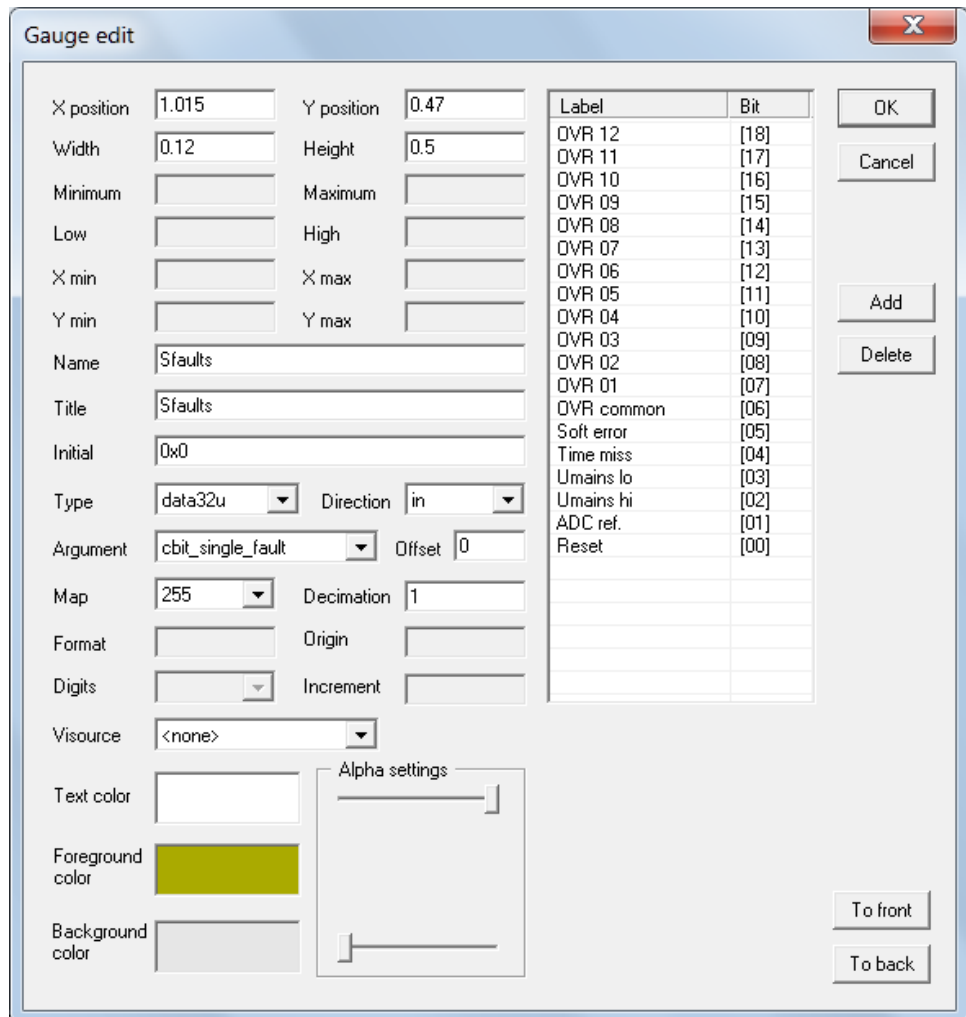 Gauge edit
X
X position 1.015 Y position 0.47
Width 0.12 Height 0.5
Minimum Maximum
Low High
X min X max
Y min Y max
Name Sfaults
Title Sfaults
Initial 0x0
Type data32u Direction in
Argument cbit_single_fault Offset 0
Map 255 Decimation 1
Format Origin
Digits Increment
Visource <none>
Text color
Foreground
color
Background
color
Alpha settings
Label Bit
OVR 12 [18]
OVR 11 [17]
OVR 10 [16]
OVR 09 [15]
OVR 08 [14]
OVR 07 [13]
OVR 06 [12]
OVR 05 [11]
OVR 04 [10]
OVR 03 [09]
OVR 02 [08]
OVR 01 [07]
OVR common [06]
Soft error [05]
Time miss [04]
Umains lo [03]
Umains hi [02]
ADC ref. [01]
Reset [00]
OK
Cancel
Add
Delete
To front
To back